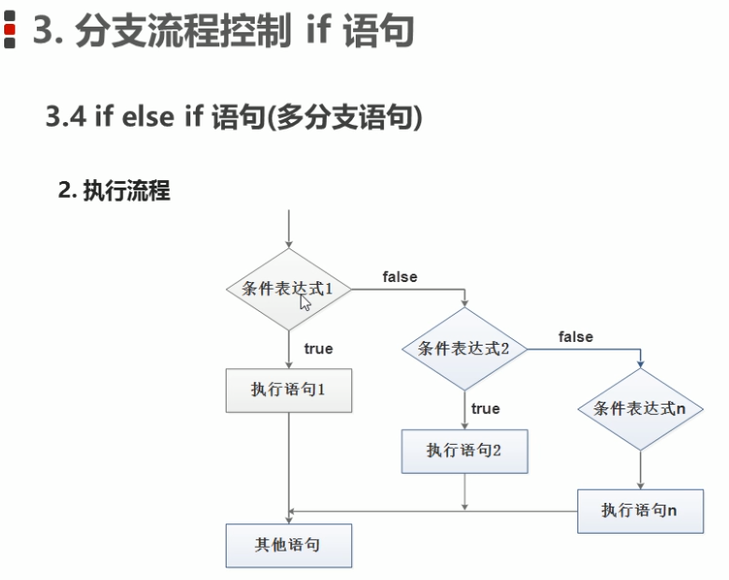 3. 分支流程控制 if 语句
3.4 if else if 语句(多分支语句)
2. 执行流程
条件表达式1
false
true
条件表达式2
false
执行语句1
true
条件表达式n
执行语句2
执行语句n
其他语句